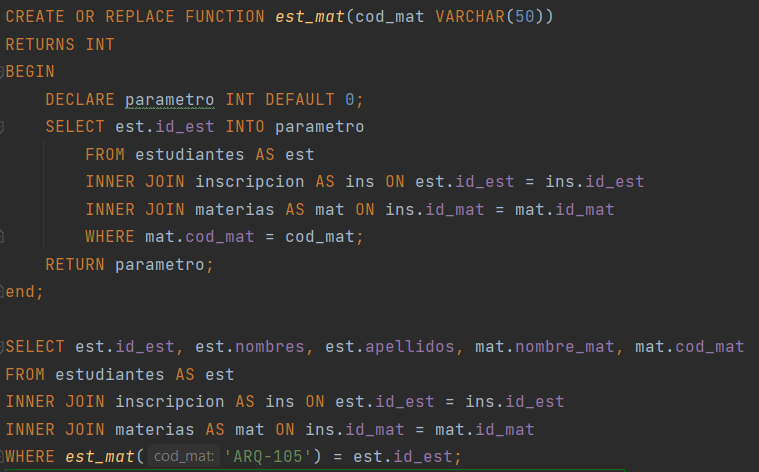 CREATE OR REPLACE FUNCTION est_mat(cod_mat VARCHAR(50))
RETURNS INT
BEGIN
    DECLARE parametro INT DEFAULT 0;
    SELECT est.id_est INTO parametro
        FROM estudiantes AS est
        INNER JOIN inscripcion AS ins ON est.id_est = ins.id_est
        INNER JOIN materias AS mat ON ins.id_mat = mat.id_mat
        WHERE mat.cod_mat = cod_mat;
    RETURN parametro;
end;
SELECT est.id_est, est.nombres, est.apellidos, mat.nombre_mat, mat.cod_mat
FROM estudiantes AS est
INNER JOIN inscripcion AS ins ON est.id_est = ins.id_est
INNER JOIN materias AS mat ON ins.id_mat = mat.id_mat
WHERE est_mat( cod_mat: 'ARQ-105') = est.id_est;